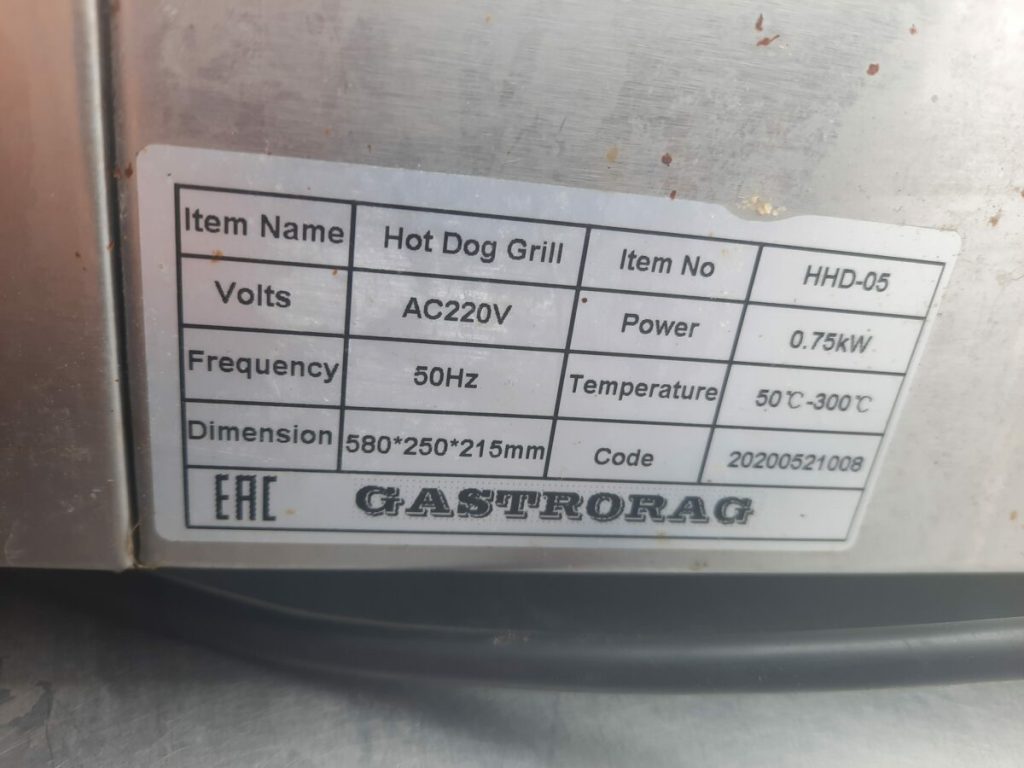 Item Name Hot Dog Grill Item No HHD-05
Volts AC220V Power 0.75kW
Frequency 50Hz Temperature 50℃-300℃
Dimension 580*250*215mm Code 20200521008
EAC GASTRORAG